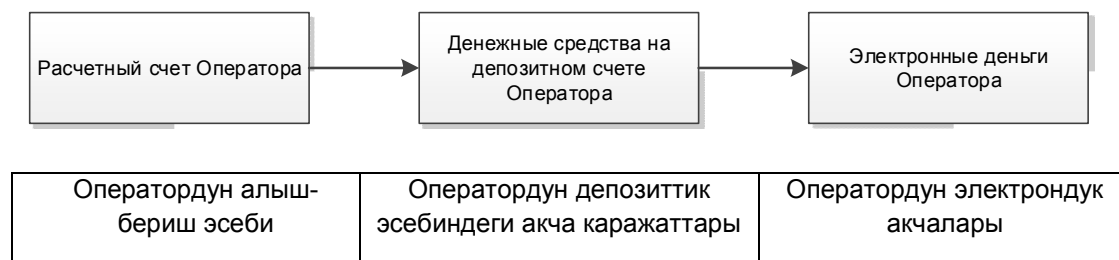 Расчетный счет Оператора
Денежные средства на
депозитном счете
Оператора
Электронные деньги
Оператора
Оператордун алыш-
бериш эсеби
Оператордун депозиттик
эсебиндеги акча каражаттары
Оператордун электрондук
акчалары